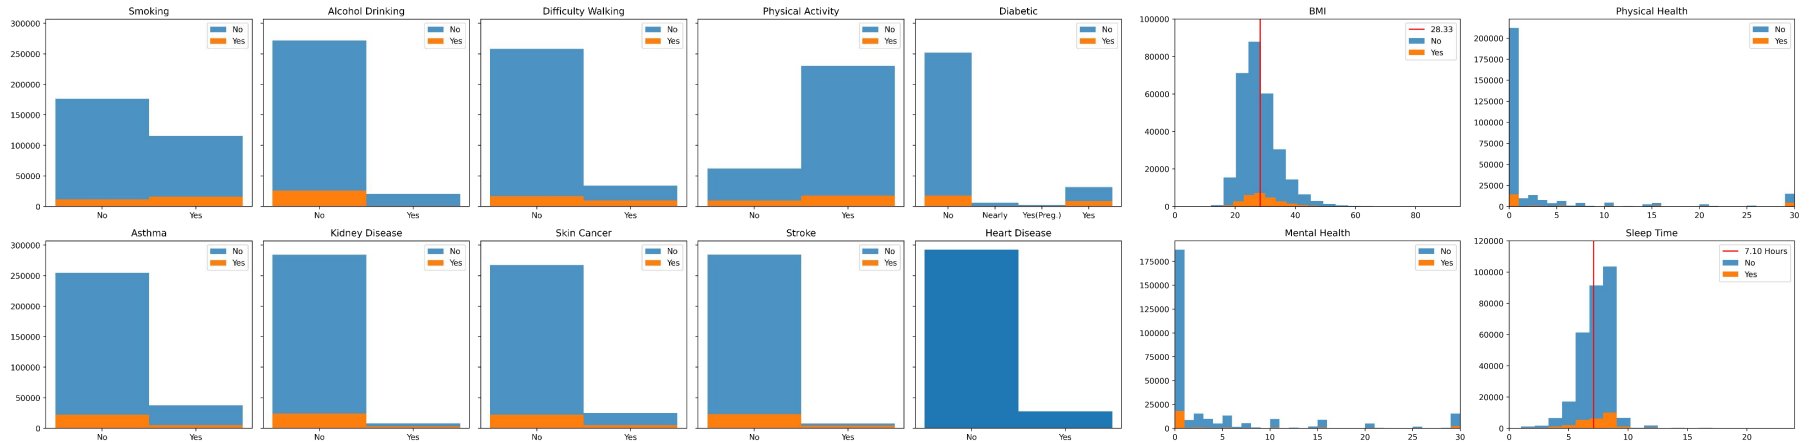 Smoking
300000
250000
200000
150000
100000
50000
0
No
Yes
No Yes
Alcohol Drinking
No
Yes
No Yes
Difficulty Walking
No
Yes
No Yes
Physical Activity
No
Yes
No Yes
Diabetic
No
Yes
No Nearly Yes(Preg.) Yes
BMI
100000
80000
60000
40000
20000
0
28.33
No
Yes
0 20 40 60 80
Physical Health
200000
175000
150000
125000
100000
75000
50000
25000
0
No
Yes
0 5 10 15 20 25 30
Asthma
300000
250000
200000
150000
100000
50000
0
No
Yes
No Yes
Kidney Disease
No
Yes
No Yes
Skin Cancer
No
Yes
No Yes
Stroke
No
Yes
No Yes
Heart Disease
No Yes
Mental Health
175000
150000
125000
100000
75000
50000
25000
0
No
Yes
0 5 10 15 20 25 30
Sleep Time
120000
100000
80000
60000
40000
20000
0
7.10 Hours
No
Yes
0 5 10 15 20